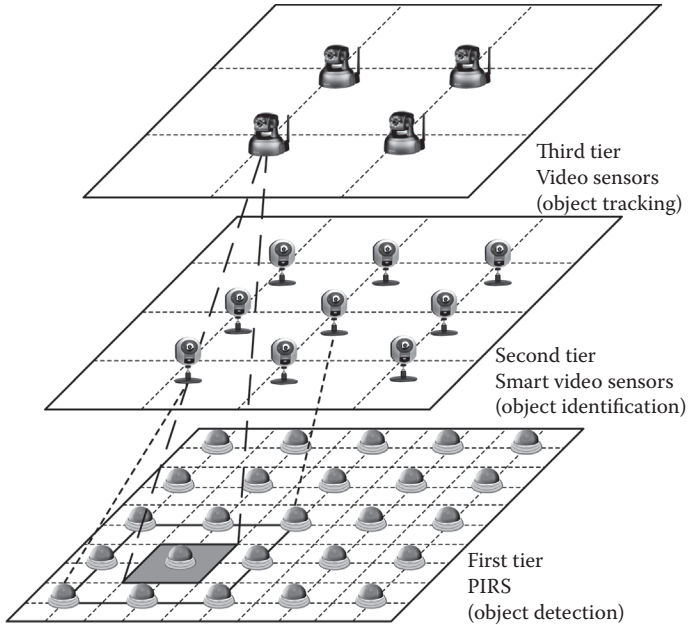 Third tier
Video sensors
(object tracking)
Second tier
Smart video sensors
(object identification)
First tier
PIRS
(object detection)